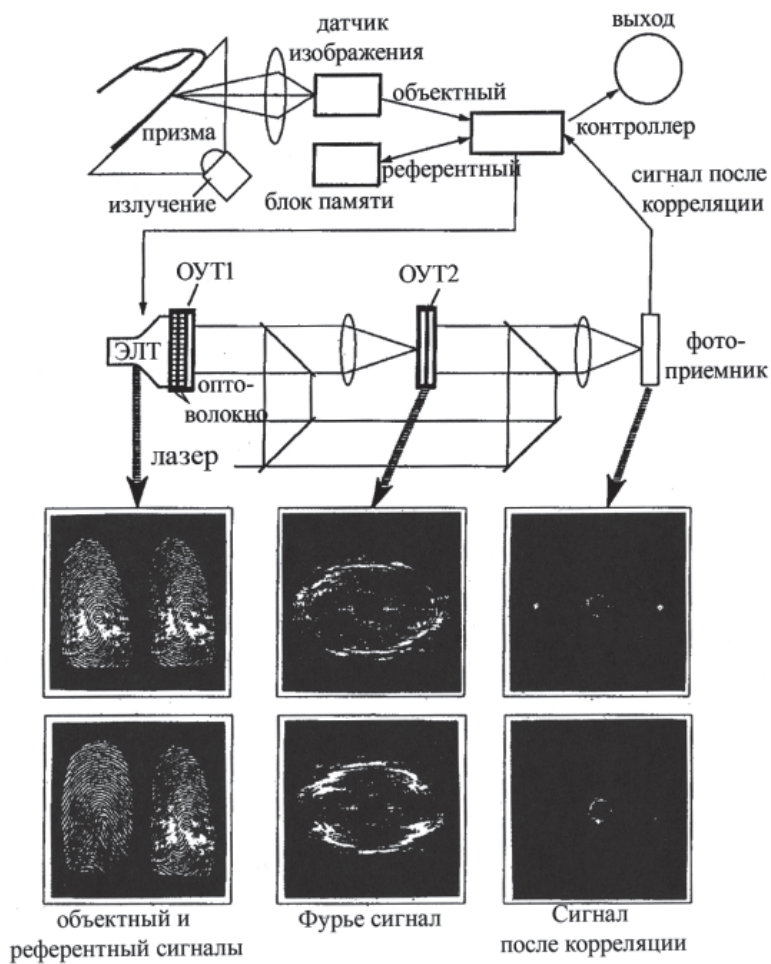 датчик
изображения
выход
объектный
призма
контроллер
референтный
излучение
блок памяти
сигнал после
корреляции
ОУТ1
ОУТ2
ЭЛТ
фото-
приемник
опто-
волокно
лазер
объектный и
референтный сигналы
Фурье сигнал
Сигнал
после корреляции